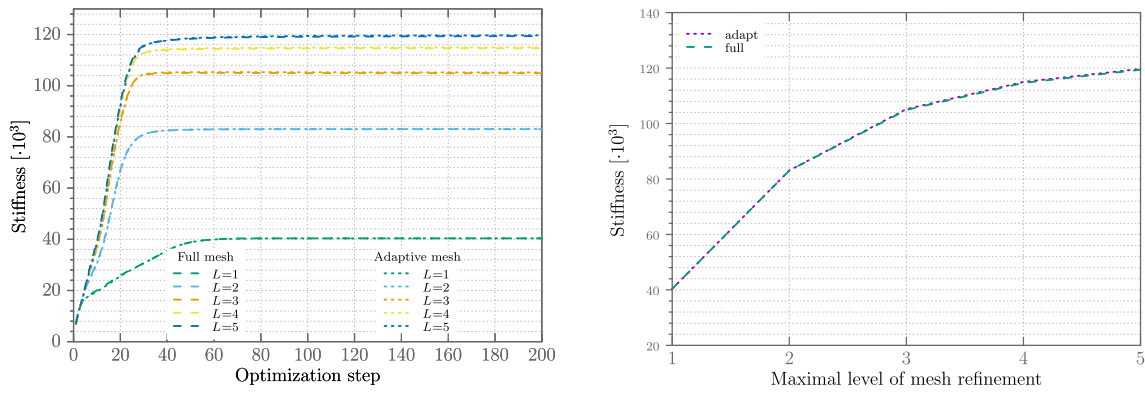 120
100
80
60
40
20
0
Stiffness [·10³]
0 20 40 60 80 100 120 140 160 180 200
Optimization step
Full mesh
L=1
L=2
L=3
L=4
L=5
Adaptive mesh
L=1
L=2
L=3
L=4
L=5
140
120
100
80
60
40
20
Stiffness [·10³]
adapt
full
1 2 3 4 5
Maximal level of mesh refinement